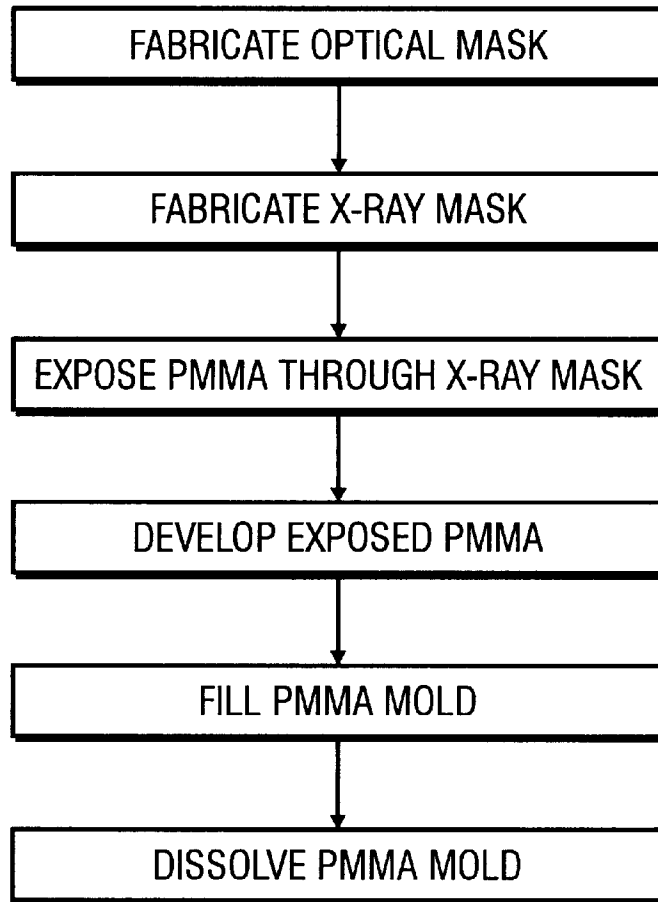 FABRICATE OPTICAL MASK
FABRICATE X-RAY MASK
EXPOSE PMMA THROUGH X-RAY MASK
DEVELOP EXPOSED PMMA
FILL PMMA MOLD
DISSOLVE PMMA MOLD